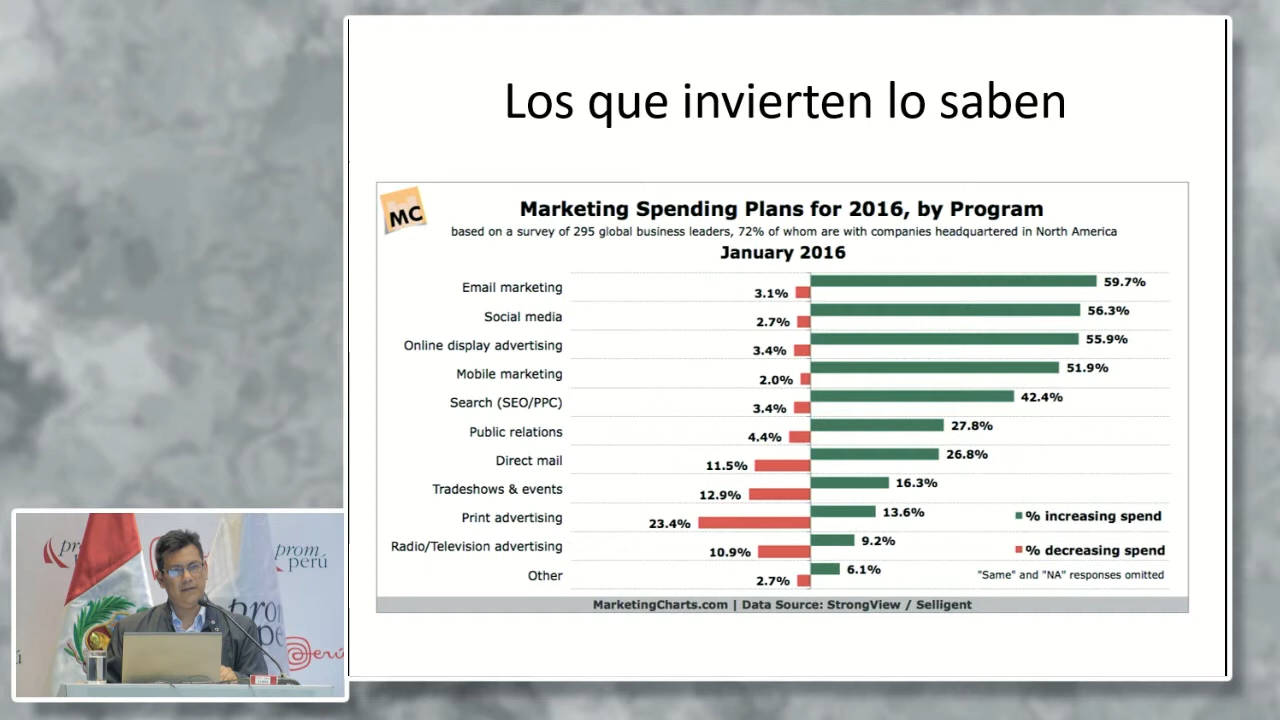 Los que invierten lo saben
MC
Marketing Spending Plans for 2016, by Program
based on a survey of 295 global business leaders, 72% of whom are with companies headquartered in North America
January 2016
Email marketing 3.1% 59.7%
Social media 2.7% 56.3%
Online display advertising 3.4% 55.9%
Mobile marketing 2.0% 51.9%
Search (SEO/PPC) 3.4% 42.4%
Public relations 4.4% 27.8%
Direct mail 11.5% 26.8%
Tradeshows & events 12.9% 16.3%
Print advertising 23.4% 13.6%
% increasing spend
Radio/Television advertising 10.9% 9.2%
% decreasing spend
Other 2.7% 6.1%
"Same" and "NA" responses omitted
MarketingCharts.com | Data Source: StrongView / Selligent
prom
perú